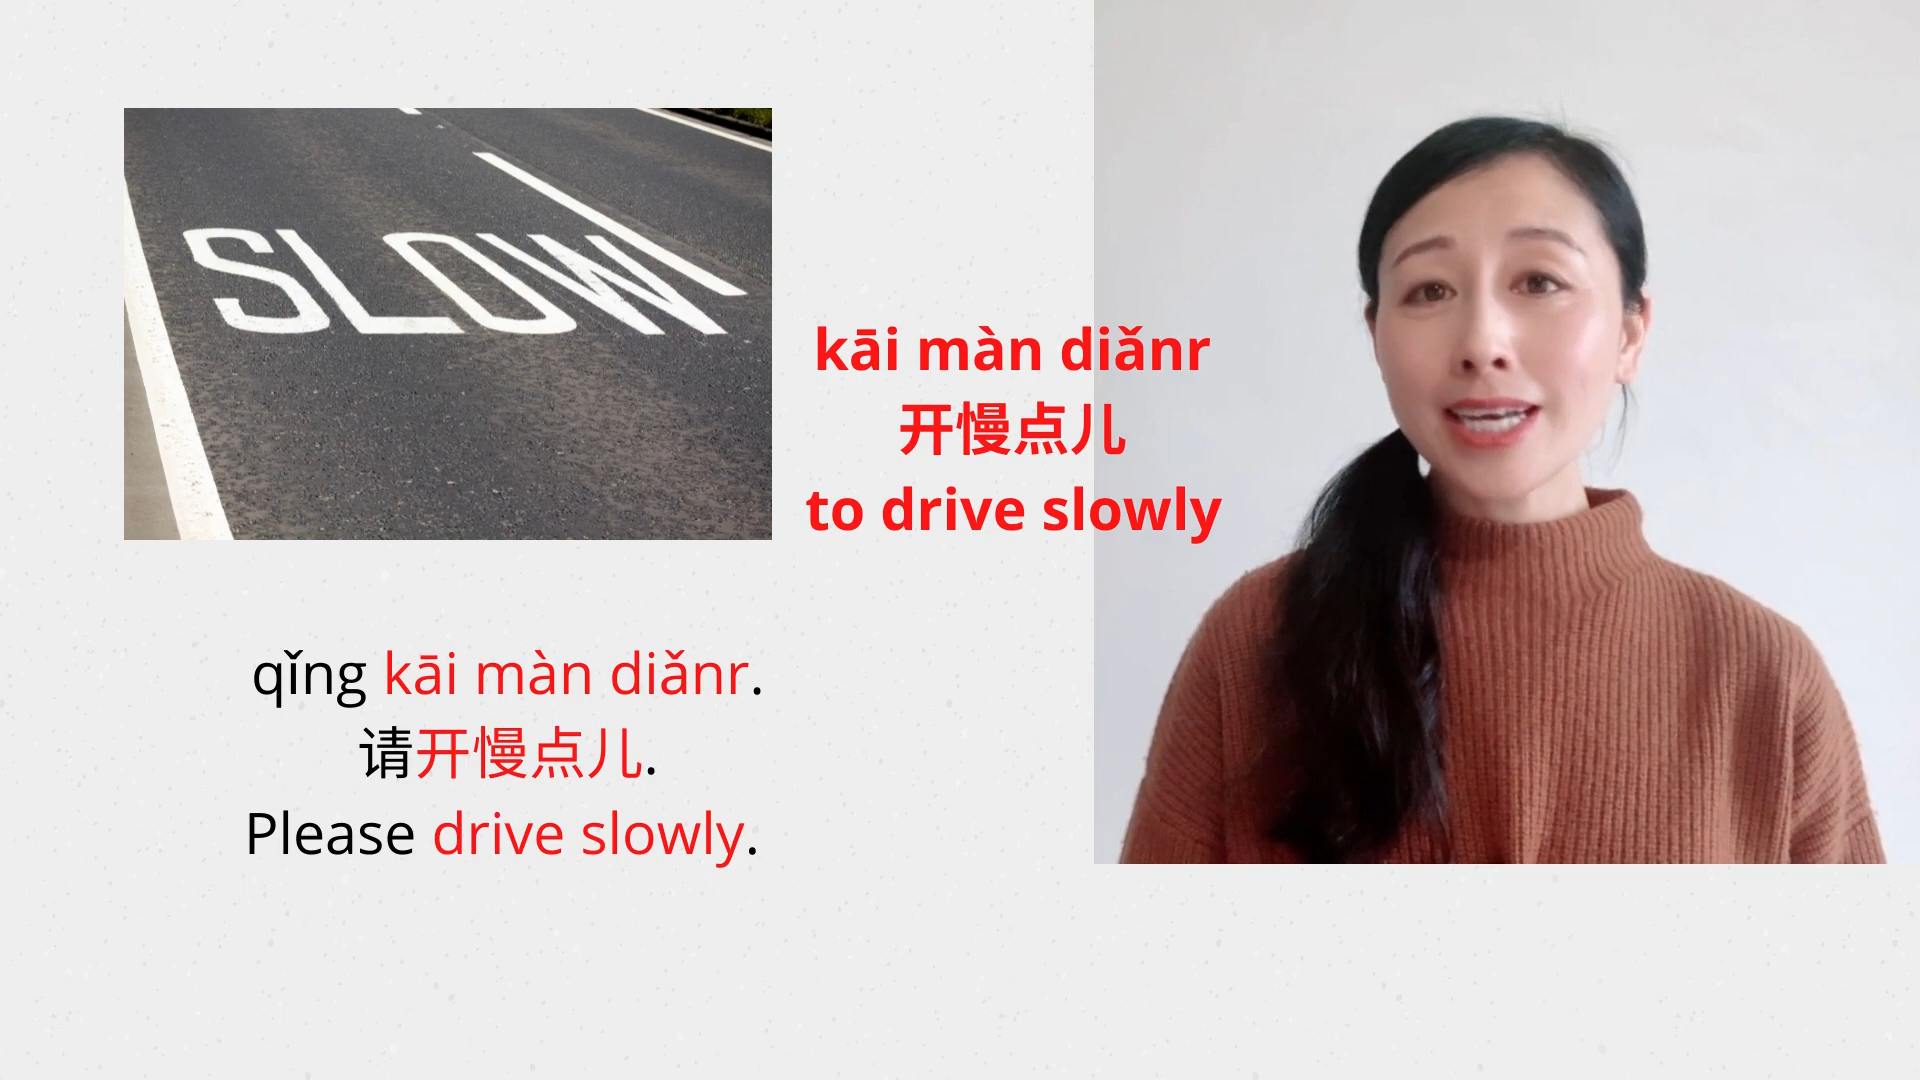 SLOW
kāi màn diǎnr
开慢点儿
to drive slowly
qǐng kāi màn diǎnr.
请开慢点儿.
Please drive slowly.